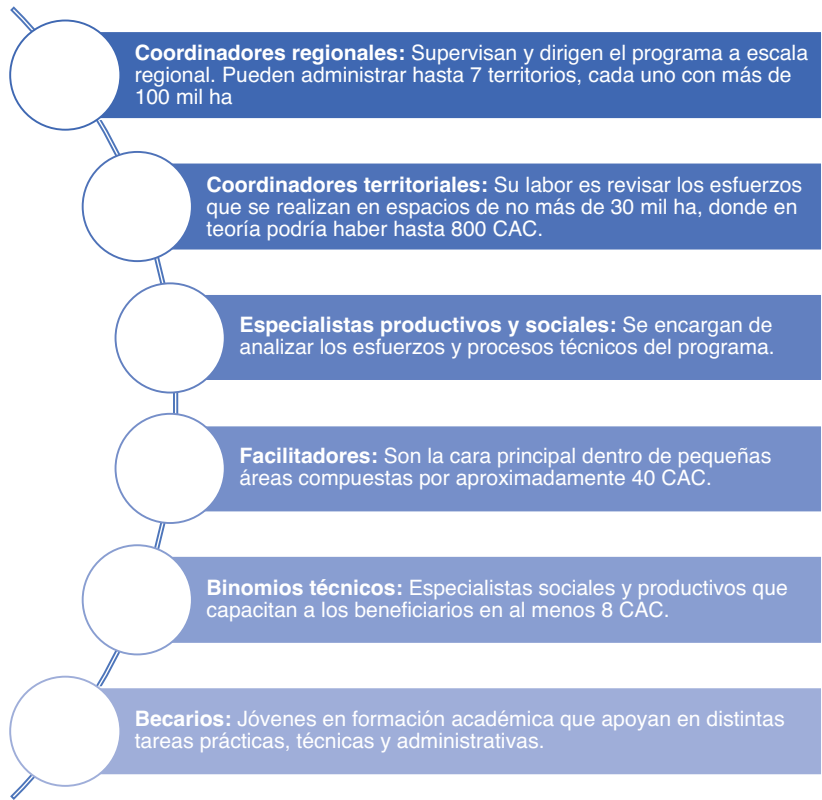 Coordinadores regionales: Supervisan y dirigen el programa a escala
regional. Pueden administrar hasta 7 territorios, cada uno con más de
100 mil ha
Coordinadores territoriales: Su labor es revisar los esfuerzos
que se realizan en espacios de no más de 30 mil ha, donde en
teoría podría haber hasta 800 CAC.
Especialistas productivos y sociales: Se encargan de
analizar los esfuerzos y procesos técnicos del programa.
Facilitadores: Son la cara principal dentro de pequeñas
áreas compuestas por aproximadamente 40 CAC.
Binomios técnicos: Especialistas sociales y productivos que
capacitan a los beneficiarios en al menos 8 CAC.
Becarios: Jóvenes en formación académica que apoyan en distintas
tareas prácticas, técnicas y administrativas.